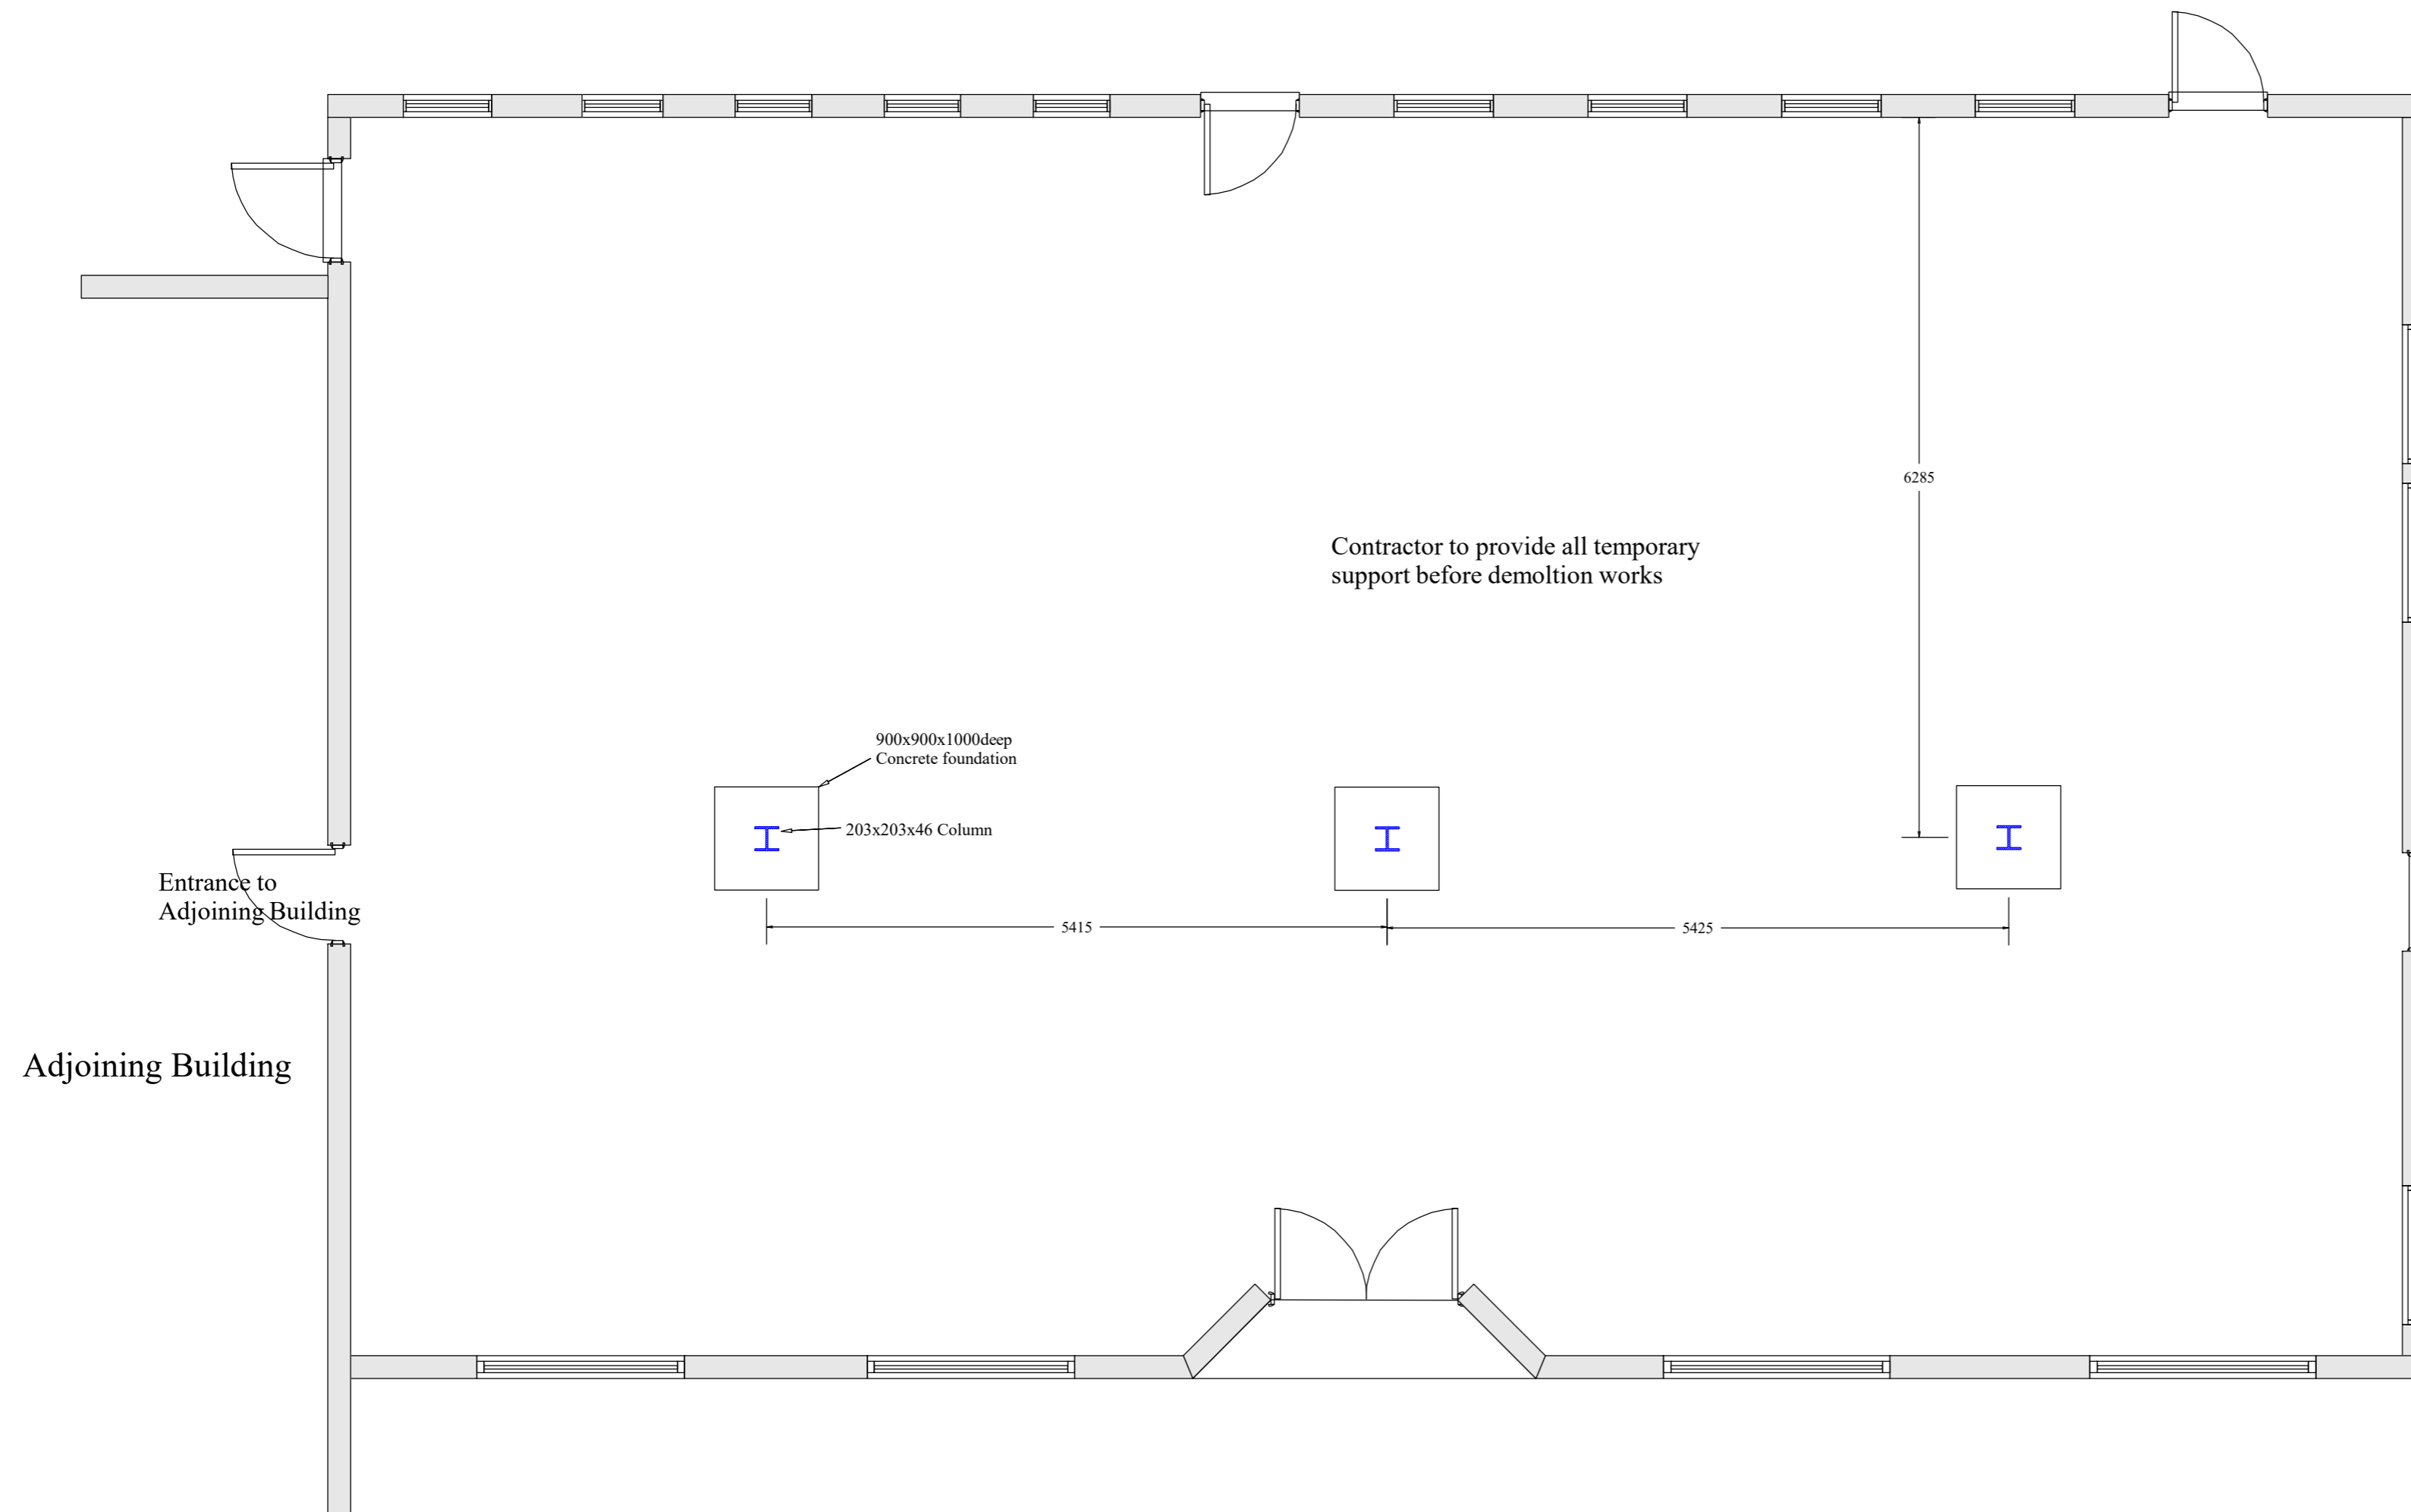 6285
Contractor to provide all temporary
support before demoltion works
900x900x1000deep
Concrete foundation
203x203x46 Column
Entrance to
Adjoining Building
5415
5425
Adjoining Building